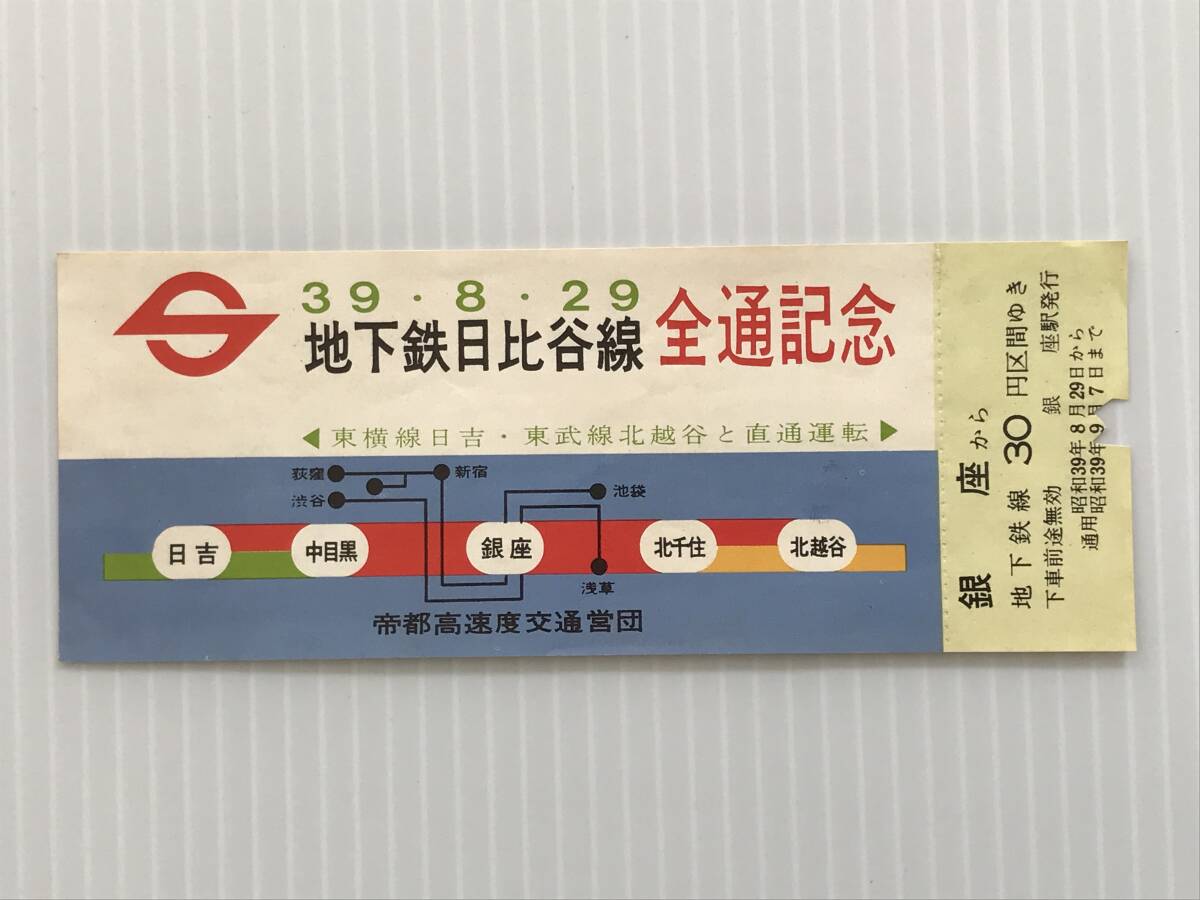 39・8・29
地下鉄日比谷線 全通記念
◀東横線日吉・東武線北越谷と直通運転▶
荻窪
新宿
渋谷
池袋
日吉
中目黒
銀座
北千住
北越谷
浅草
帝都高速度交通営団
銀座から
地下鉄線 30 円区間ゆき
下車前途無効 銀座駅発行
通用 昭和39年8月29日から
昭和39年9月7日まで